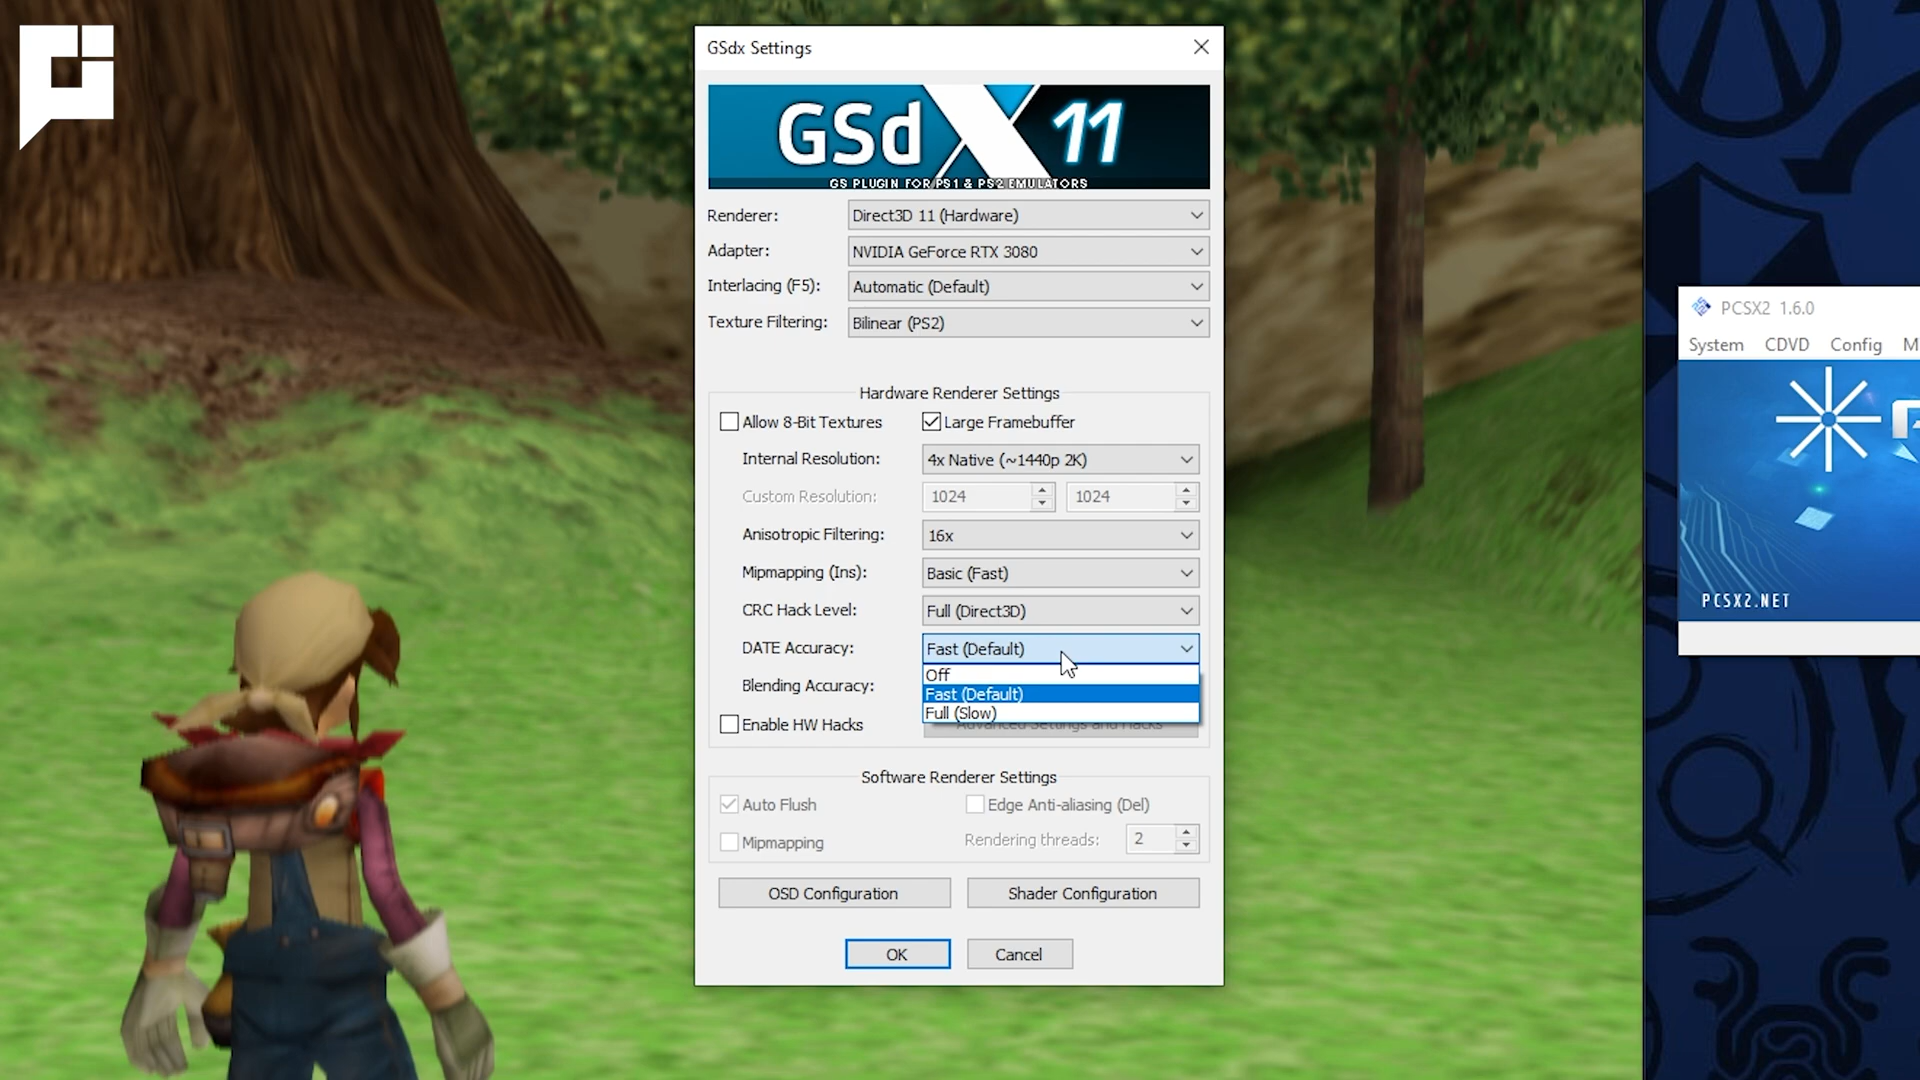 GSdx Settings
GSdX 11
GS PLUGIN FOR PS1 & PS2 EMULATORS
Renderer: Direct3D 11 (Hardware)
Adapter: NVIDIA GeForce RTX 3080
Interlacing (F5): Automatic (Default)
Texture Filtering: Bilinear (PS2)
Hardware Renderer Settings
Allow 8-Bit Textures Large Framebuffer
Internal Resolution: 4x Native (~1440p 2K)
Custom Resolution: 1024 1024
Anisotropic Filtering: 16x
Mipmapping (Ins): Basic (Fast)
CRC Hack Level: Full (Direct3D)
DATE Accuracy: Fast (Default)
Off
Fast (Default)
Full (Slow)
Blending Accuracy:
Enable HW Hacks Advanced Settings and Hacks
Software Renderer Settings
Auto Flush Edge Anti-aliasing (Del)
Mipmapping Rendering threads: 2
OSD Configuration Shader Configuration
OK Cancel
PCSX2 1.6.0
System CDVD Config M
PCSX2.NET